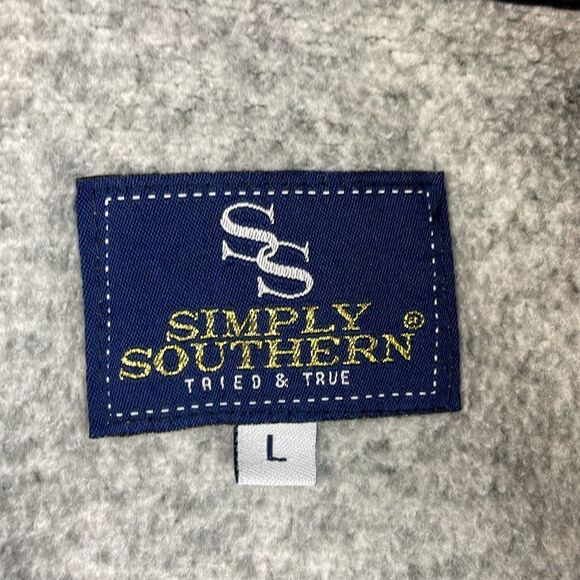 SS
SIMPLY
SOUTHERN®
TRIED & TRUE
L